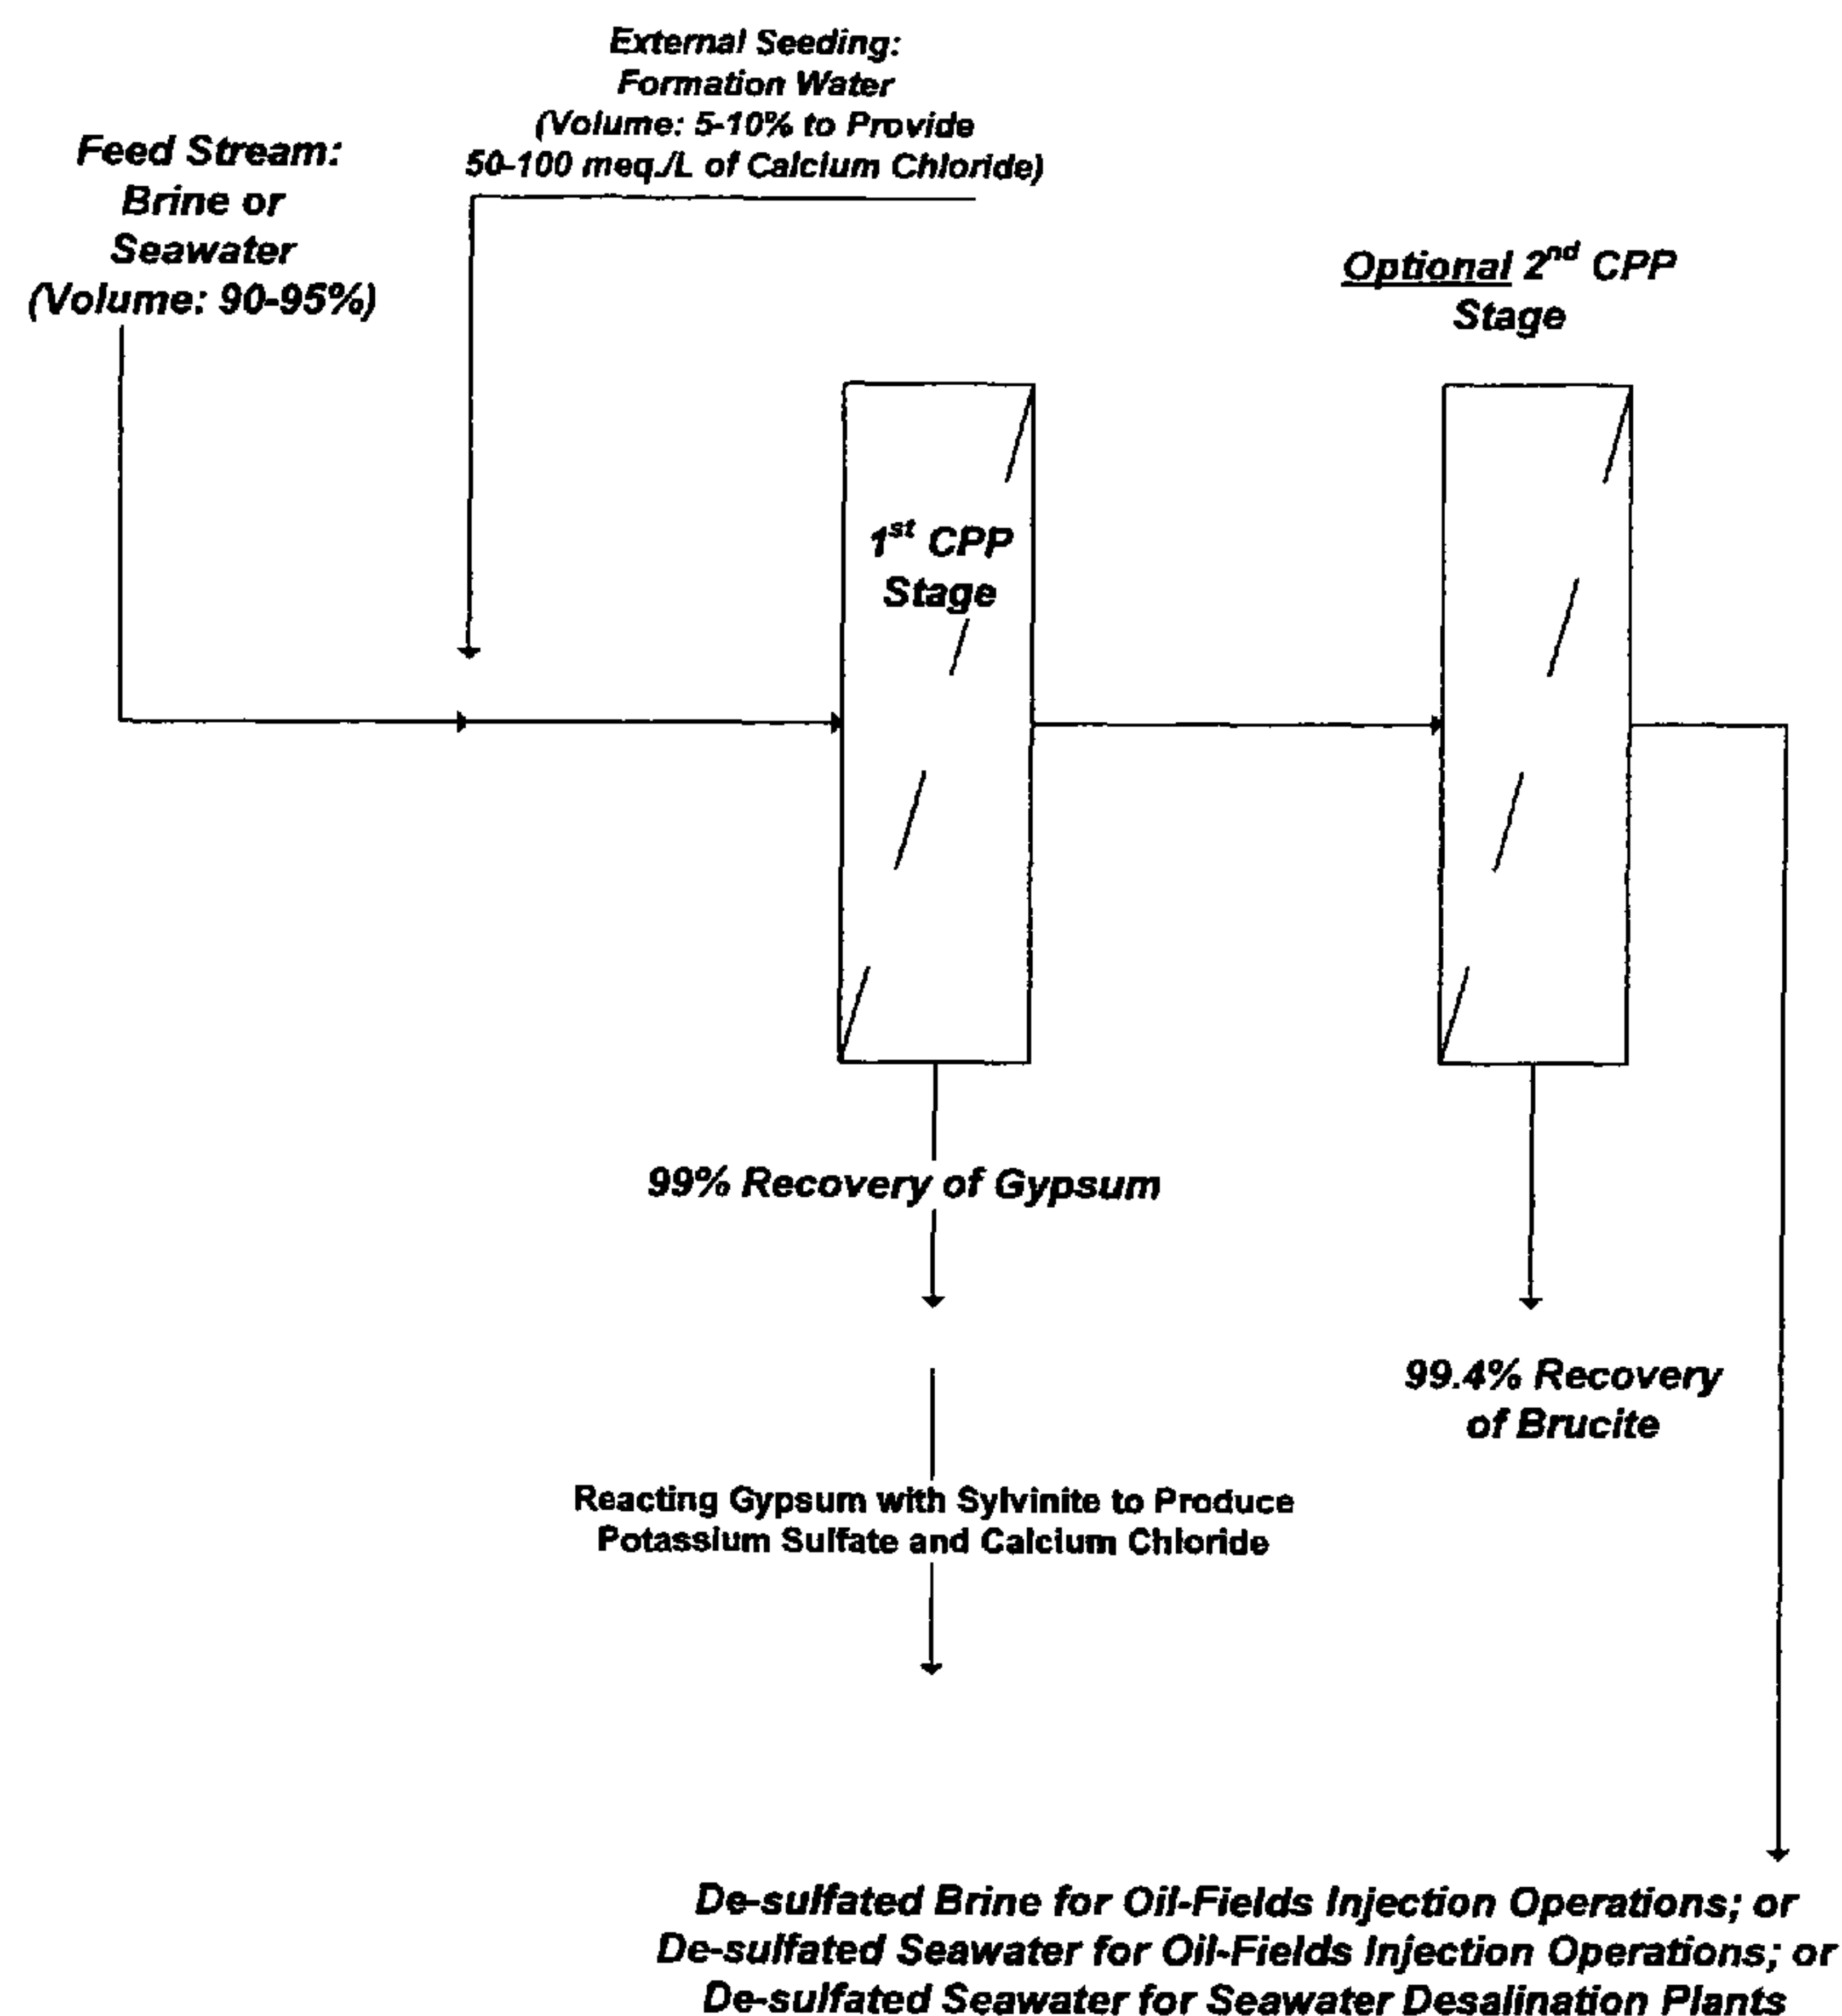 External Seeding:
Formation Water
(Volume: 5-10% to Provide
50-100 meq./L of Calcium Chloride)
Feed Stream:
Brine or
Seawater
(Volume: 90-95%)
Optional 2nd CPP
Stage
1st CPP
Stage
99% Recovery of Gypsum
99.4% Recovery
of Brucite
Reacting Gypsum with Sylvinite to Produce
Potassium Sulfate and Calcium Chloride
De-sulfated Brine for Oil-Fields Injection Operations; or
De-sulfated Seawater for Oil-Fields Injection Operations; or
De-sulfated Seawater for Seawater Desalination Plants